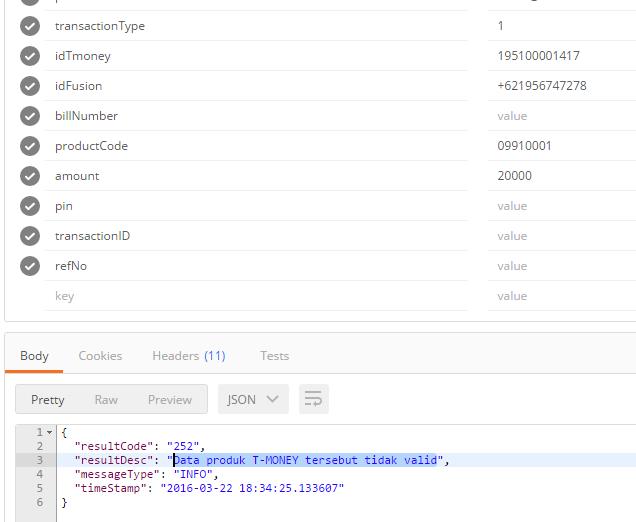 transactionType 1
idTmoney 195100001417
idFusion +621956747278
billNumber value
productCode 09910001
amount 20000
pin value
transactionID value
refNo value
key value
Body Cookies Headers (11) Tests
Pretty Raw Preview JSON
1 {
2 "resultCode": "252",
3 "resultDesc": "Data produk T-MONEY tersebut tidak valid",
4 "messageType": "INFO",
5 "timeStamp": "2016-03-22 18:34:25.133607"
6 }